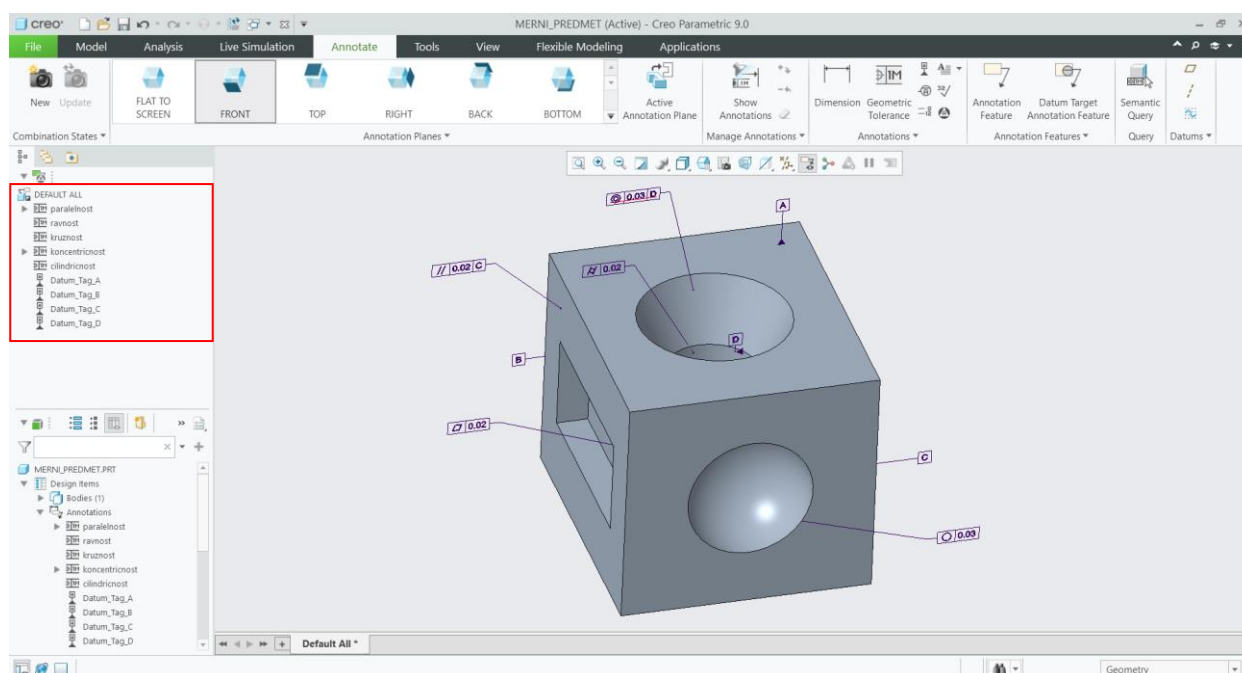 creo®
MERNI_PREDMET (Active) - Creo Parametric 9.0
File Model Analysis Live Simulation Annotate Tools View Flexible Modeling Applications
New Update
FLAT TO SCREEN
FRONT
TOP
RIGHT
BACK
BOTTOM
Active Annotation Plane
Show Annotations
Dimension
Geometric Tolerance
Annotation Feature
Datum Target Annotation Feature
Semantic Query
Combination States
Annotation Planes
Manage Annotations
Annotations
Annotation Features
Query
Datums
DEFAULT ALL
paralelnost
ravnost
kruznost
koncentricnost
cilindricnost
Datum_Tag_A
Datum_Tag_B
Datum_Tag_C
Datum_Tag_D
MERNI_PREDMET.PRT
Design Items
Bodies (1)
Annotations
paralelnost
ravnost
kruznost
koncentricnost
cilindricnost
Datum_Tag_A
Datum_Tag_B
Datum_Tag_C
Datum_Tag_D
0.03 D
A
// 0.02 C
0.02
D
B
0.02
C
0.03
Default All *
Geometry